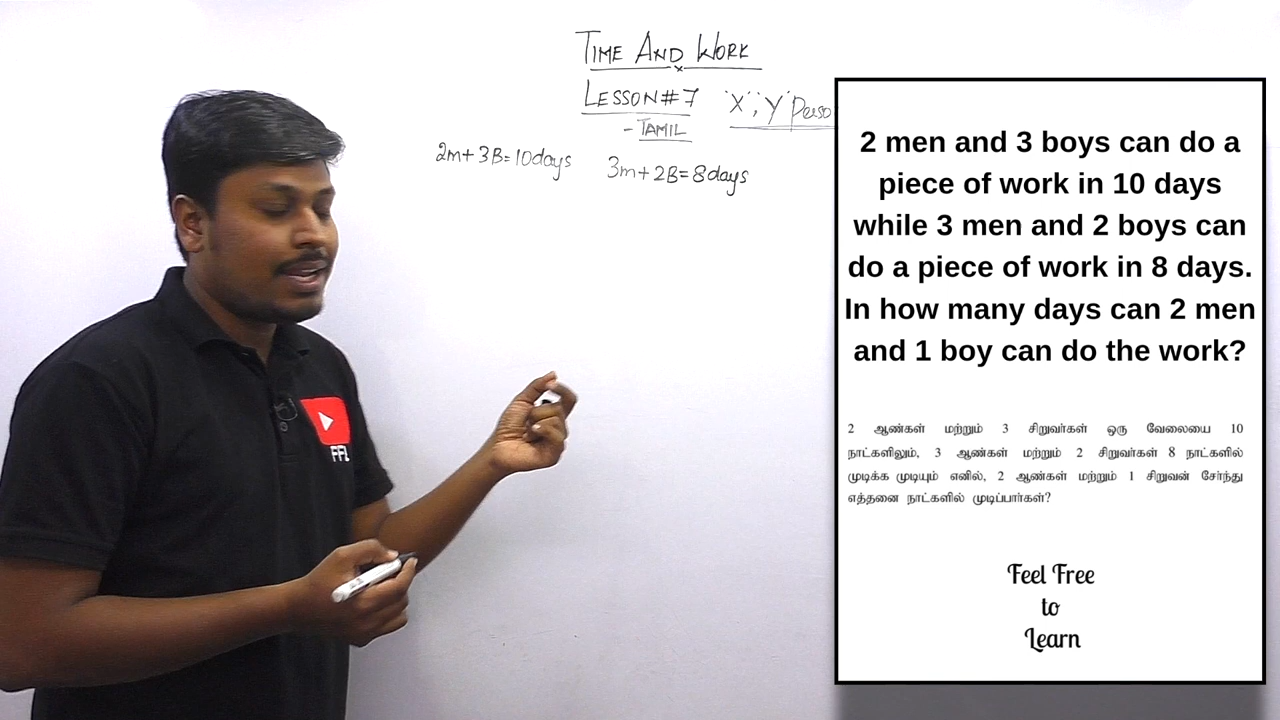 TIME AND WORK
LESSON#7 "X", "Y" Perso
- TAMIL
2m+3B=10days 3m+2B=8days
2 men and 3 boys can do a
piece of work in 10 days
while 3 men and 2 boys can
do a piece of work in 8 days.
In how many days can 2 men
and 1 boy can do the work?
2 ஆண்கள் மற்றும் 3 சிறுவர்கள் ஒரு வேலையை 10
நாட்களிலும், 3 ஆண்கள் மற்றும் 2 சிறுவர்கள் 8 நாட்களில்
முடிக்க முடியும் எனில், 2 ஆண்கள் மற்றும் 1 சிறுவன் சேர்ந்து
எத்தனை நாட்களில் முடிப்பார்கள்?
Feel Free
to
Learn
FFL